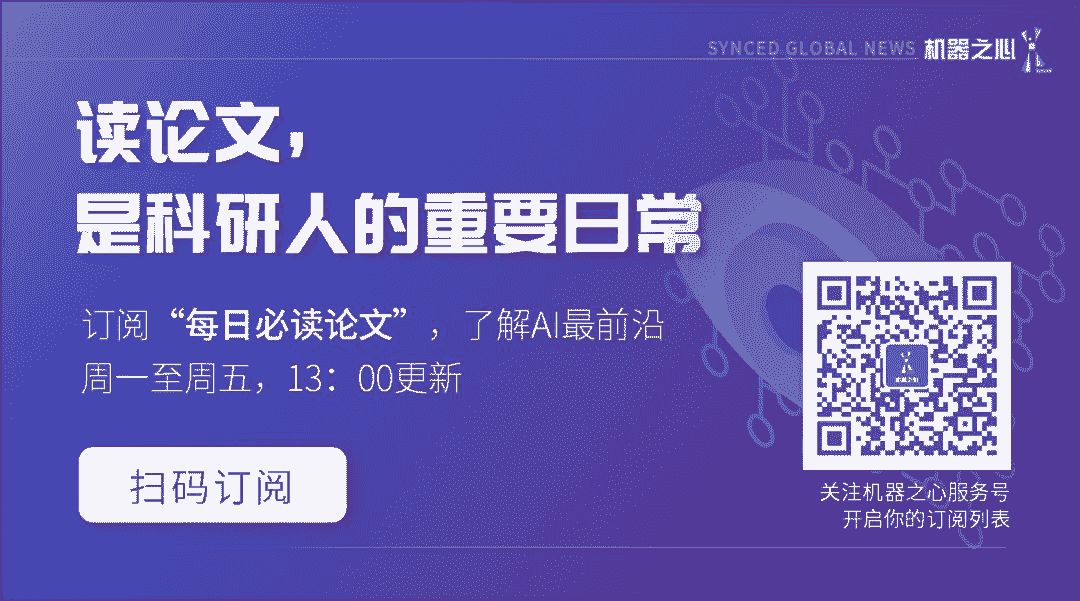 SYNCED GLOBAL NEWS 机器之心
读论文，
是科研人的重要日常
订阅“每日必读论文”，了解AI最前沿
周一至周五，13：00更新
扫码订阅
关注机器之心服务号
开启你的订阅列表